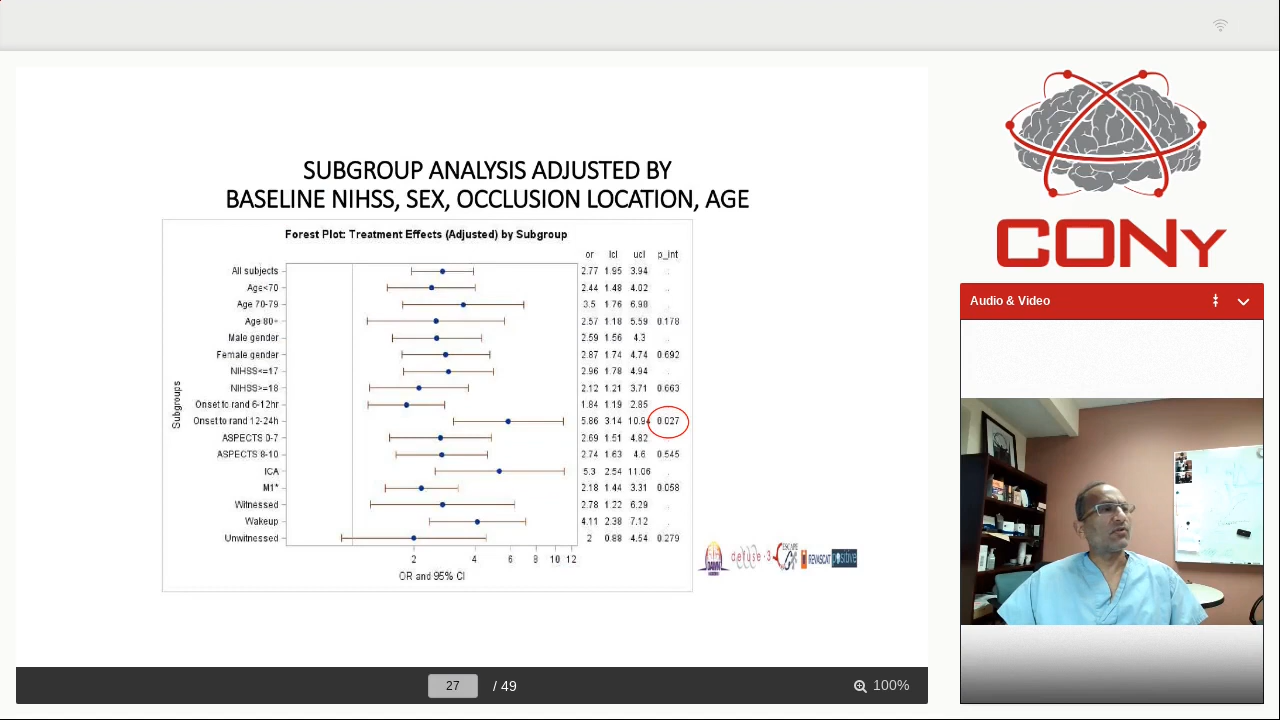 SUBGROUP ANALYSIS ADJUSTED BY
BASELINE NIHSS, SEX, OCCLUSION LOCATION, AGE
Forest Plot: Treatment Effects (Adjusted) by Subgroup
or lcl ucl p_int
All subjects 2.77 1.95 3.94 .
Age<70 2.44 1.48 4.02 .
Age 70-79 3.5 1.76 6.98 .
Age 80+ 2.57 1.18 5.59 0.178
Male gender 2.59 1.56 4.3 .
Female gender 2.87 1.74 4.74 0.692
NIHSS<=17 2.96 1.78 4.94 .
NIHSS>=18 2.12 1.21 3.71 0.663
Onset to rand 6-12hr 1.84 1.19 2.85
Onset to rand 12-24h 5.86 3.14 10.94 0.027
ASPECTS 0-7 2.69 1.51 4.82
ASPECTS 8-10 2.74 1.63 4.6 0.545
ICA 5.3 2.54 11.06 .
M1* 2.18 1.44 3.31 0.058
Witnessed 2.78 1.22 6.29 .
Wakeup 4.11 2.38 7.12 .
Unwitnessed 2 0.88 4.54 0.279
Subgroups
2 4 6 8 10 12
OR and 95% CI
DAWN defuse 3 ESCAPE REVASCAT positive
27 / 49
100%
CONy
Audio & Video